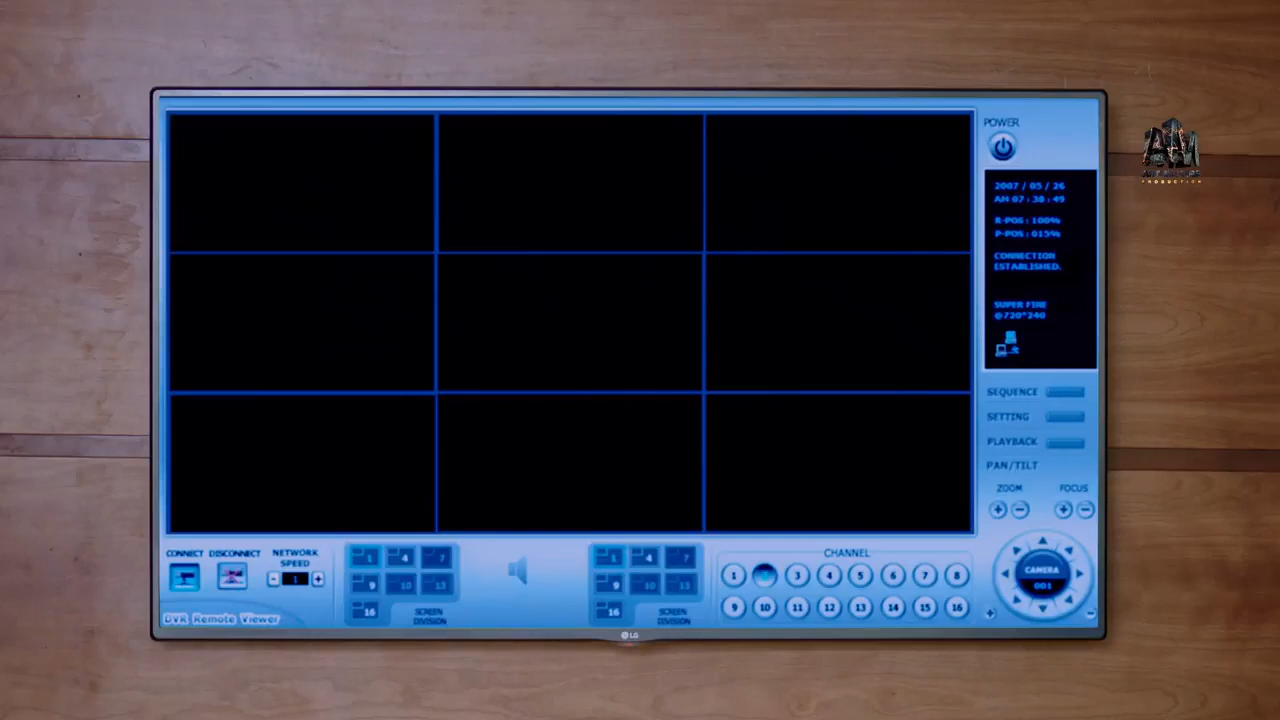 POWER
2007 / 05 / 26
AM 07 : 38 : 49
R-POS : 100%
P-POS : 015%
CONNECTION
ESTABLISHED.
SUPER FINE
@720*240
SEQUENCE
SETTING
PLAYBACK
PAN/TILT
ZOOM FOCUS
+ − + −
CAMERA
001
+ −
CONNECT DISCONNECT NETWORK
SPEED
- 1 +
DVR Remote Viewer
1 4 7
9 10 13
16
SCREEN
DIVISION
1 4 7
9 10 13
16
SCREEN
DIVISION
CHANNEL
1 3 4 5 6 7 8
9 10 11 12 13 14 15 16
LG
AM
PRODUCTION